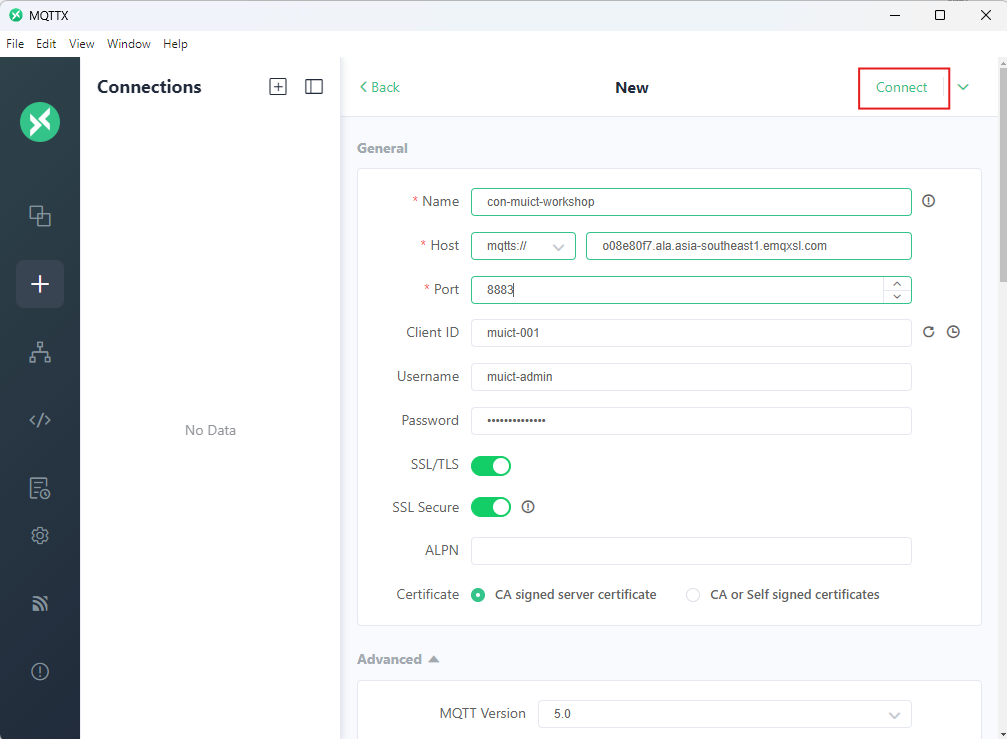 MQTTX
File Edit View Window Help
Connections
Back
New
Connect
General
* Name con-muict-workshop
* Host mqtts:// o08e80f7.ala.asia-southeast1.emqxsl.com
* Port 8883
Client ID muict-001
Username muict-admin
Password ••••••••••••••
SSL/TLS
SSL Secure
ALPN
Certificate CA signed server certificate CA or Self signed certificates
No Data
Advanced
MQTT Version 5.0